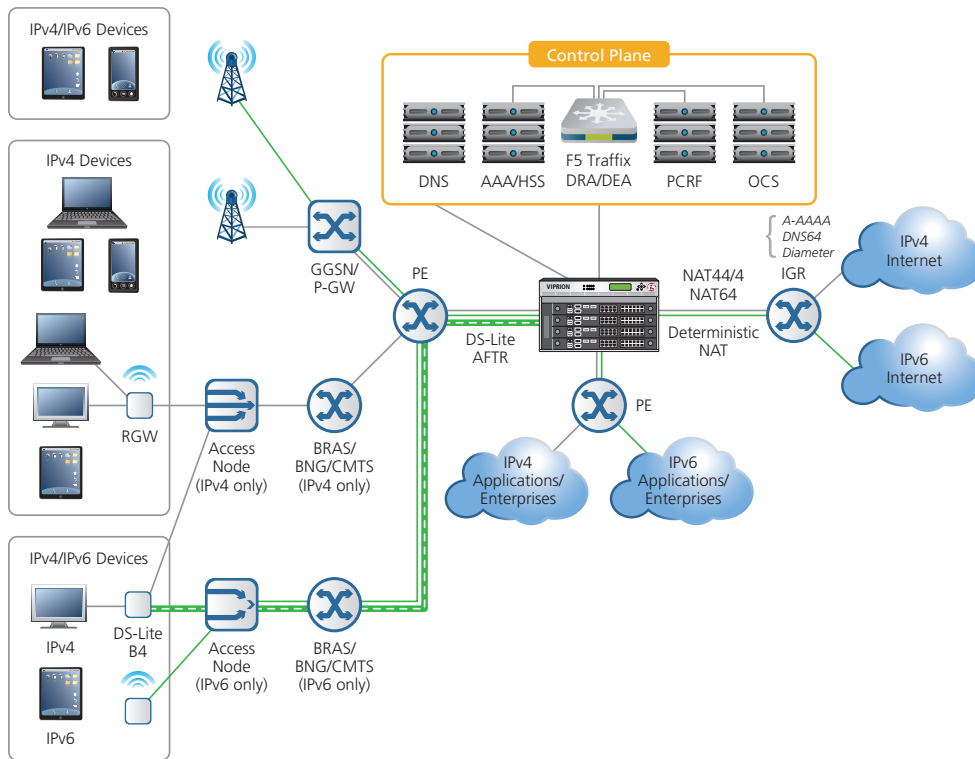 IPv4/IPv6 Devices
Control Plane
DNS
AAA/HSS
F5 Traffix
DRA/DEA
PCRF
OCS
IPv4 Devices
GGSN/
P-GW
PE
VIPRION
DS-Lite
AFTR
NAT44/4
NAT64
Deterministic
NAT
A-AAAA
DNS64
Diameter
IGR
IPv4
Internet
IPv6
Internet
PE
IPv4
Applications/
Enterprises
IPv6
Applications/
Enterprises
RGW
Access
Node
(IPv4 only)
BRAS/
BNG/CMTS
(IPv4 only)
IPv4/IPv6 Devices
IPv4
DS-Lite
B4
Access
Node
(IPv6 only)
BRAS/
BNG/CMTS
(IPv6 only)
IPv6